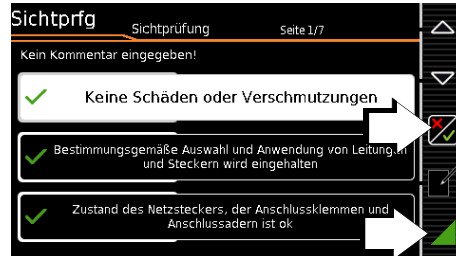 Sichtprfg
Sichtprüfung
Seite 1/7
Kein Kommentar eingegeben!
Keine Schäden oder Verschmutzungen
Bestimmungsgemäße Auswahl und Anwendung von Leitungen
und Steckern wird eingehalten
Zustand des Netzsteckers, der Anschlussklemmen und
Anschlussadern ist ok